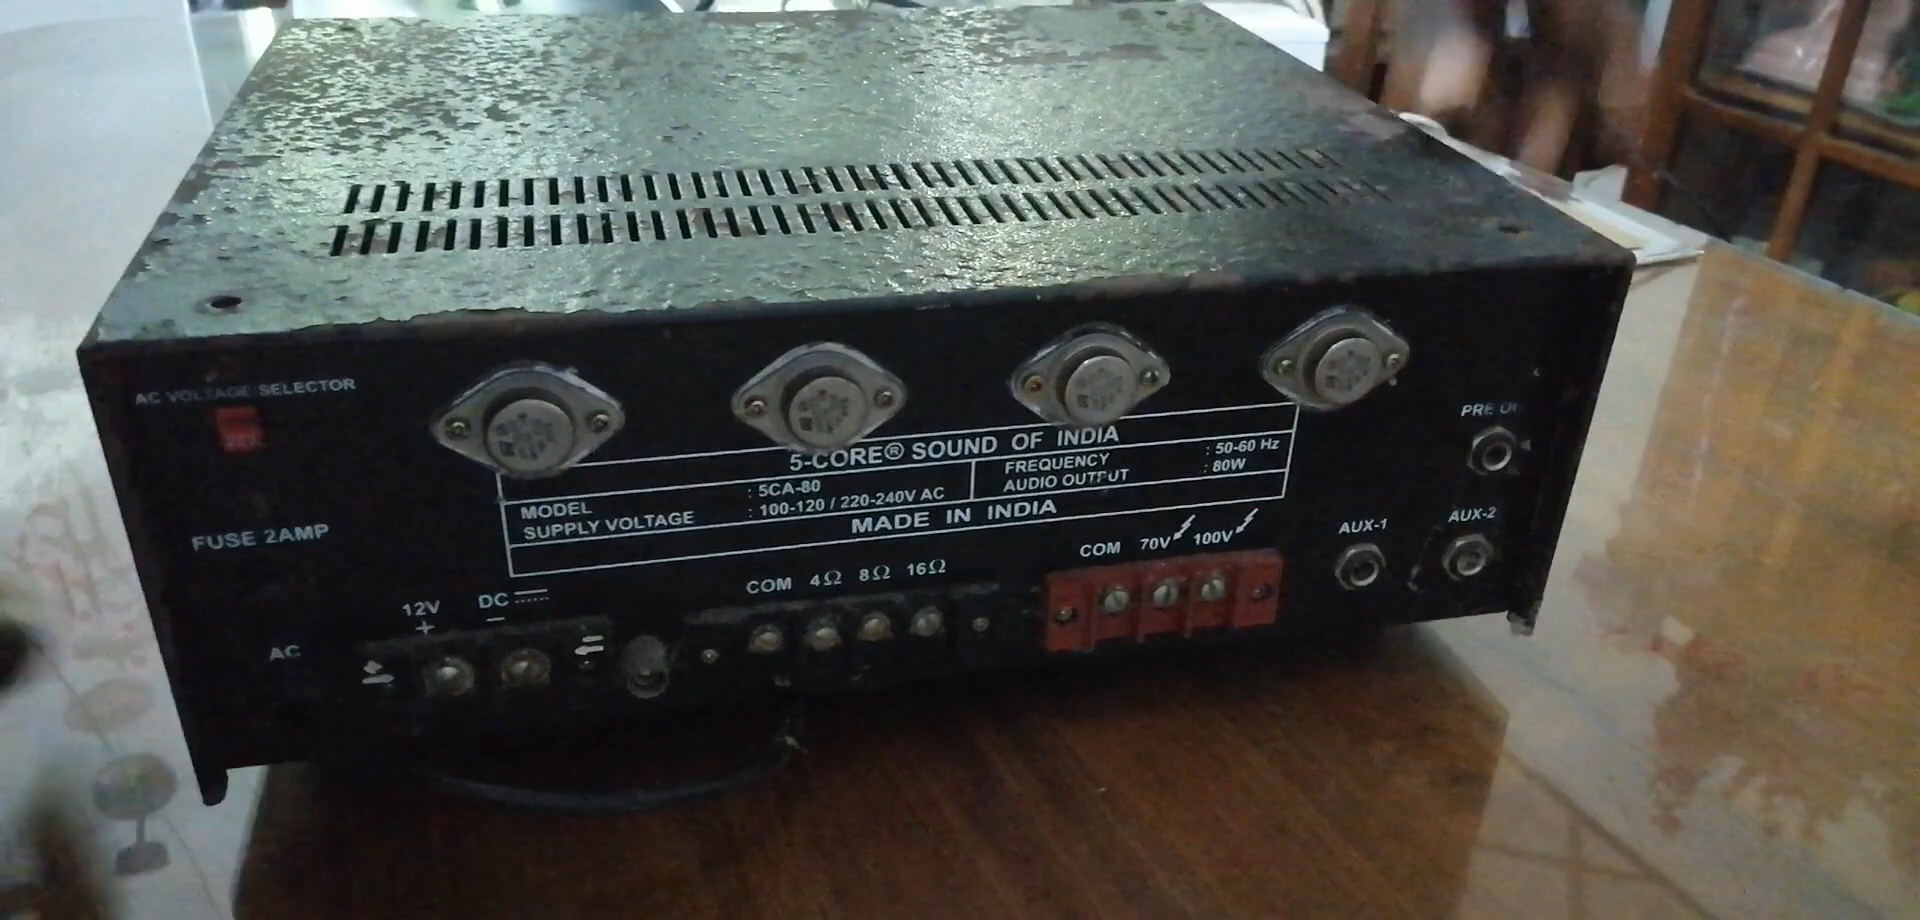 AC VOLTAGE SELECTOR
FUSE 2AMP
AC
5-CORE® SOUND OF INDIA
MODEL : 5CA-80
SUPPLY VOLTAGE : 100-120 / 220-240V AC
FREQUENCY : 50-60 Hz
AUDIO OUTPUT : 80W
MADE IN INDIA
12V DC
+ −
COM 4Ω 8Ω 16Ω
COM 70V 100V
PRE
AUX-1
AUX-2